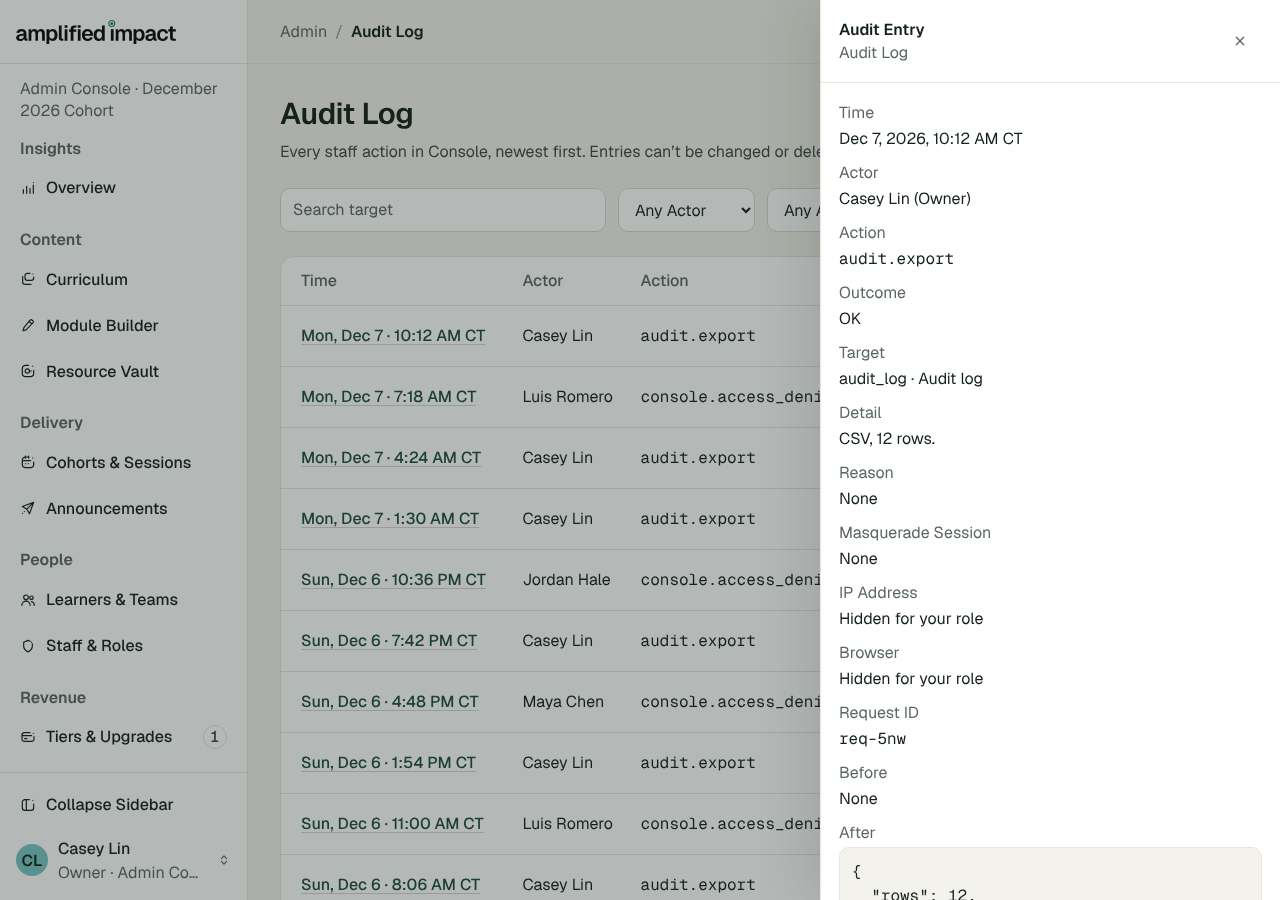 amplified impact
Admin Console · December
2026 Cohort
Insights
Overview
Content
Curriculum
Module Builder
Resource Vault
Delivery
Cohorts & Sessions
Announcements
People
Learners & Teams
Staff & Roles
Revenue
Tiers & Upgrades 1
Collapse Sidebar
CL
Casey Lin
Owner · Admin Co...
Admin / Audit Log
Audit Log
Every staff action in Console, newest first. Entries can't be changed or dele
Search target
Any Actor
Any A
Time Actor Action
Mon, Dec 7 · 10:12 AM CT Casey Lin audit.export
Mon, Dec 7 · 7:18 AM CT Luis Romero console.access_deni
Mon, Dec 7 · 4:24 AM CT Casey Lin audit.export
Mon, Dec 7 · 1:30 AM CT Casey Lin audit.export
Sun, Dec 6 · 10:36 PM CT Jordan Hale console.access_deni
Sun, Dec 6 · 7:42 PM CT Casey Lin audit.export
Sun, Dec 6 · 4:48 PM CT Maya Chen console.access_deni
Sun, Dec 6 · 1:54 PM CT Casey Lin audit.export
Sun, Dec 6 · 11:00 AM CT Luis Romero console.access_deni
Sun, Dec 6 · 8:06 AM CT Casey Lin audit.export
Audit Entry
Audit Log
×
Time
Dec 7, 2026, 10:12 AM CT
Actor
Casey Lin (Owner)
Action
audit.export
Outcome
OK
Target
audit_log · Audit log
Detail
CSV, 12 rows.
Reason
None
Masquerade Session
None
IP Address
Hidden for your role
Browser
Hidden for your role
Request ID
req-5nw
Before
None
After
{
"rows": 12,